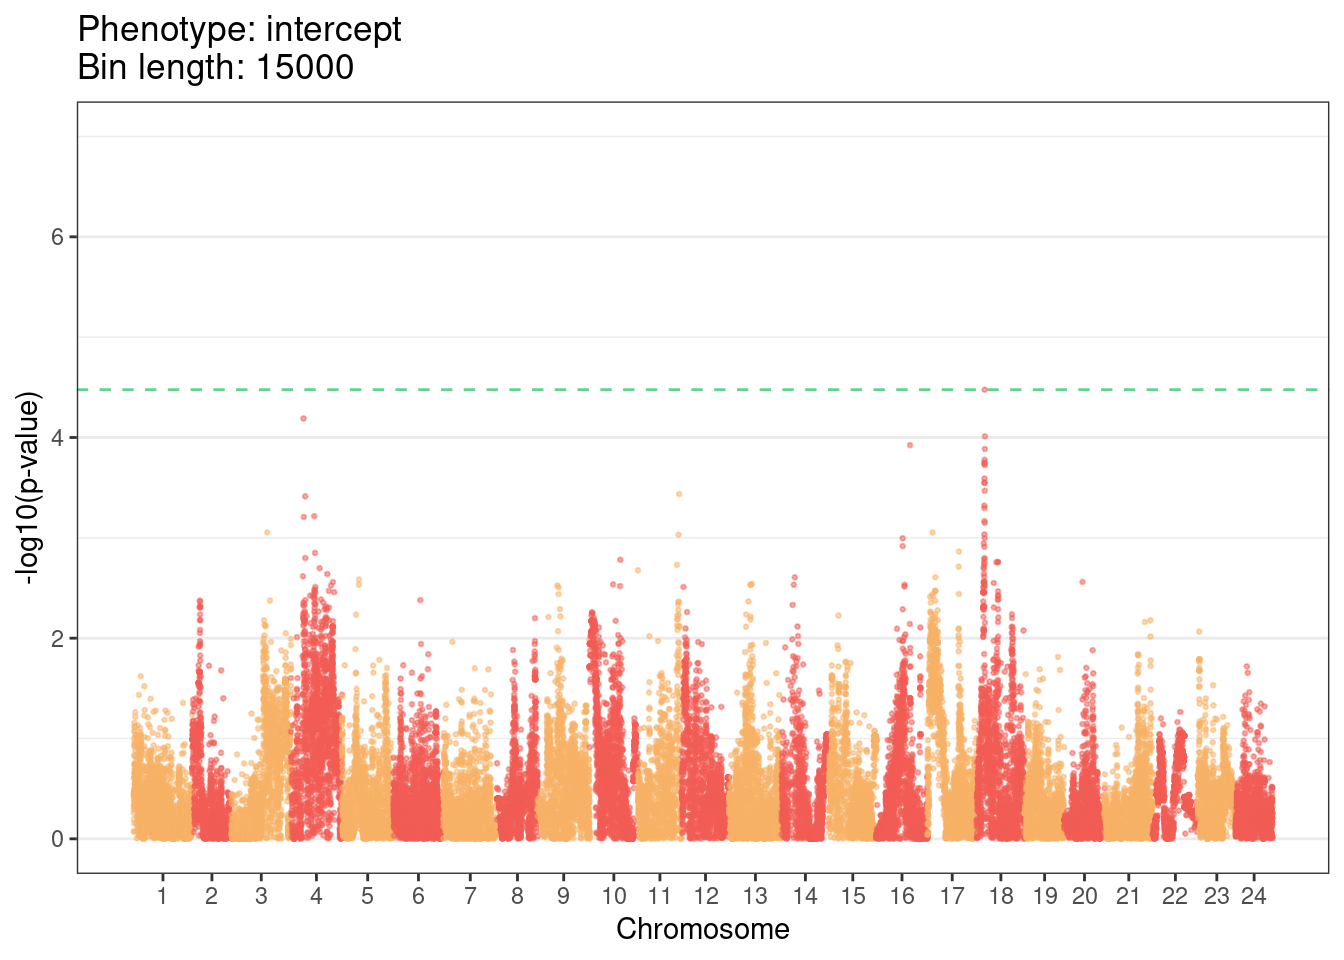 Phenotype: intercept
Bin length: 15000
6
4
2
0
-log10(p-value)
1 2 3 4 5 6 7 8 9 10 11 12 13 14 15 16 17 18 19 20 21 22 23 24
Chromosome